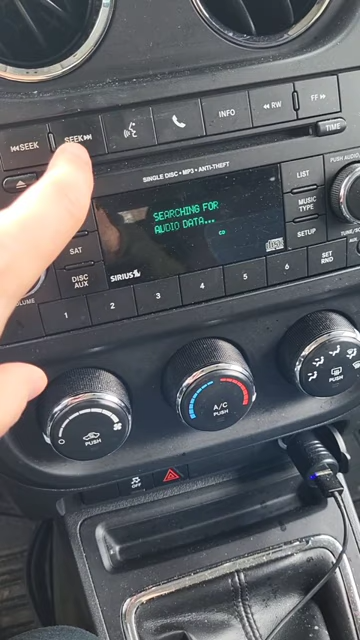 ⏮SEEK SEEK⏭ INFO ◂◂ RW FF ▸▸
TIME
SINGLE DISC • MP3 • ANTI-THEFT
PUSH AUDIO
LIST
MUSIC
TYPE
SETUP
SEARCHING FOR
AUDIO DATA...
CD
SAT
DISC
AUX
SIRIUS
SET
RND
1 2 3 4 5 6
VOLUME
TUNE/
O PUSH
A/C
PUSH
PUSH
OFF